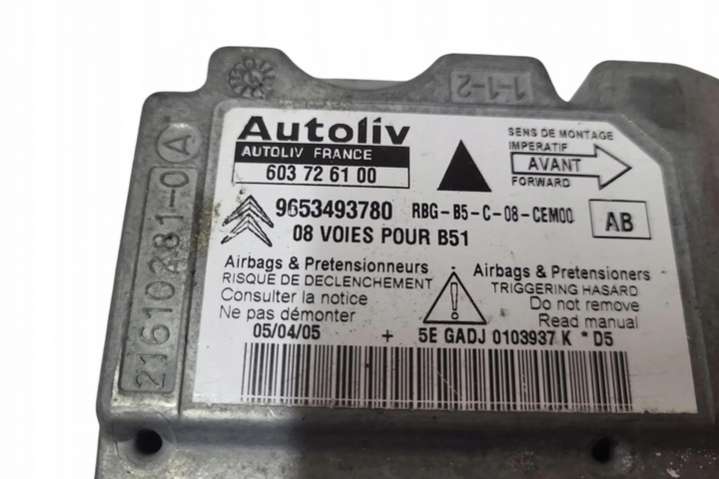 1-1-2
21610281-0 A
Autoliv
AUTOLIV FRANCE
603 72 61 00
SENS DE MONTAGE
IMPERATIF
AVANT
FORWARD
9653493780 RBG-B5-C-08-CEM00 AB
08 VOIES POUR B51
Airbags & Pretensionneurs
RISQUE DE DECLENCHEMENT
Consulter la notice
Ne pas démonter
Airbags & Pretensioners
TRIGGERING HASARD
Do not remove
Read manual
05/04/05 + 5E GADJ 0103937 K * D5